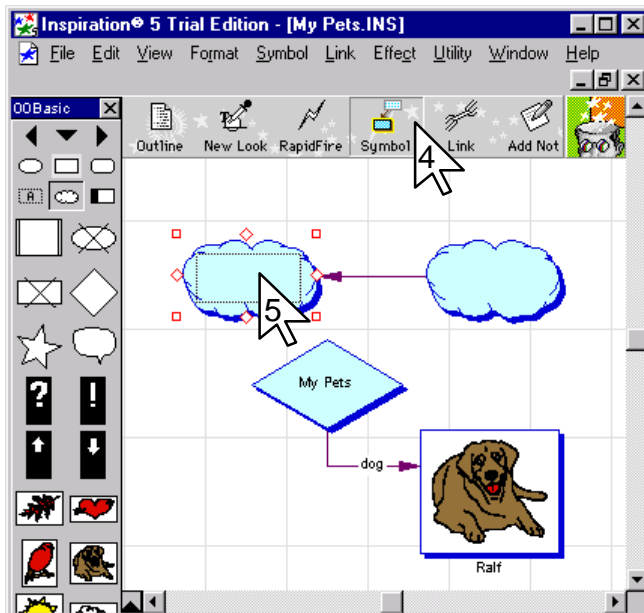 Inspiration® 5 Trial Edition - [My Pets.INS]
File Edit View Format Symbol Link Effect Utility Window Help
00Basic
Outline New Look RapidFire Symbol Link Add Not
4
A
5
?
!
My Pets
dog
Ralf